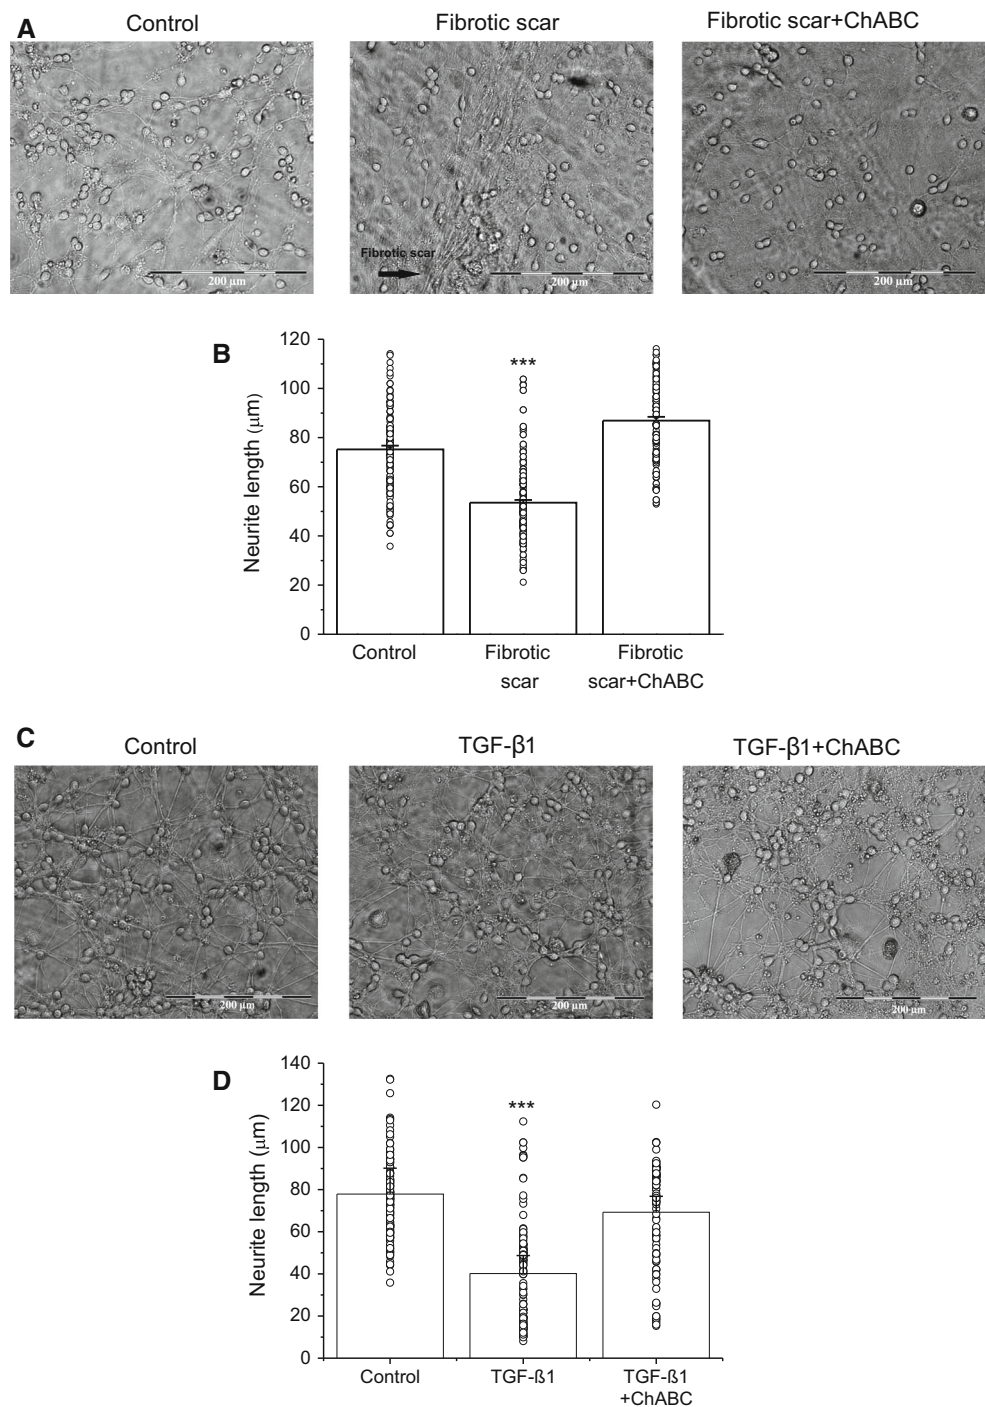 A
Control
Fibrotic scar
Fibrotic scar+ChABC
Fibrotic scar
200 µm
200 µm
200 µm
B
***
Neurite length (µm)
120
100
80
60
40
20
0
Control
Fibrotic
scar
Fibrotic
scar+ChABC
C
Control
TGF-β1
TGF-β1+ChABC
200 µm
200 µm
200 µm
D
***
Neurite length (µm)
140
120
100
80
60
40
20
0
Control
TGF-ß1
TGF-ß1
+ChABC